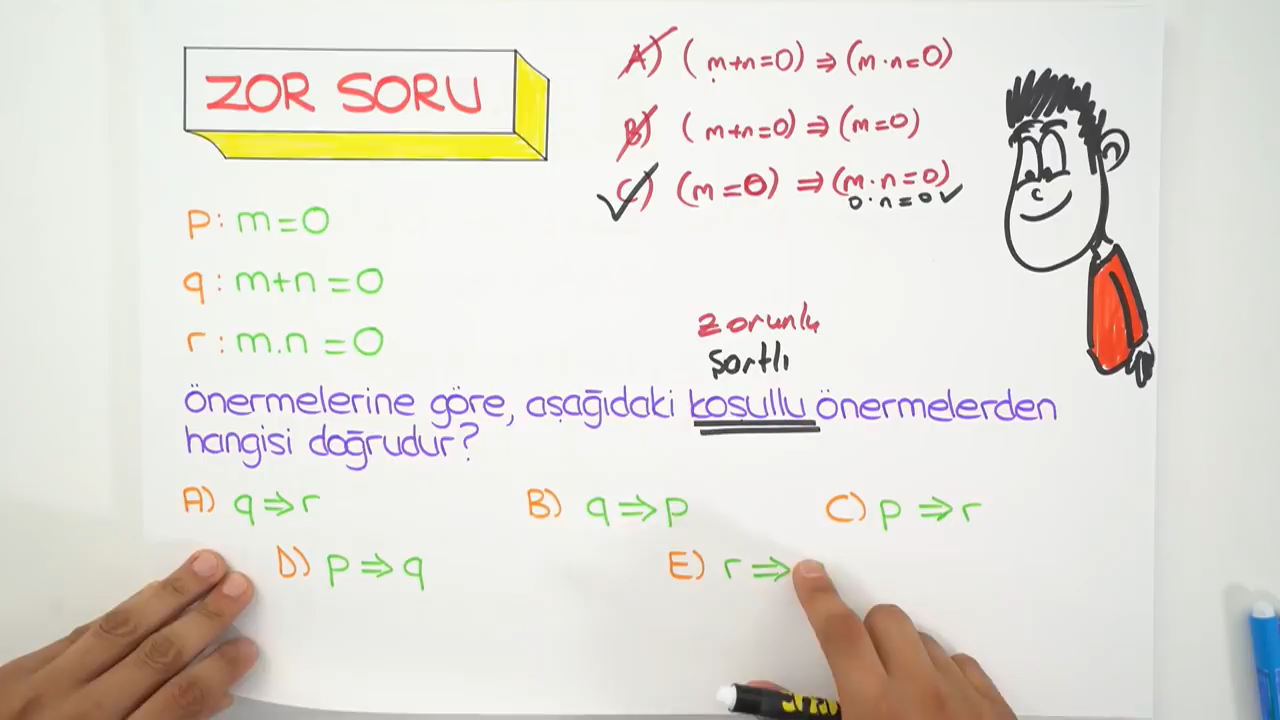 ZOR SORU
A) (m+n=0) ⇒ (m·n=0)
B) (m+n=0) ⇒ (m=0)
C) (m=0) ⇒ (m·n=0)
0·n=0 ✓
p: m=0
q: m+n=0
r: m.n=0
zorunlu
şartlı
önermelerine göre, aşağıdaki koşullu önermelerden
hangisi doğrudur?
A) q⇒r B) q⇒p C) p⇒r
D) p⇒q E) r⇒